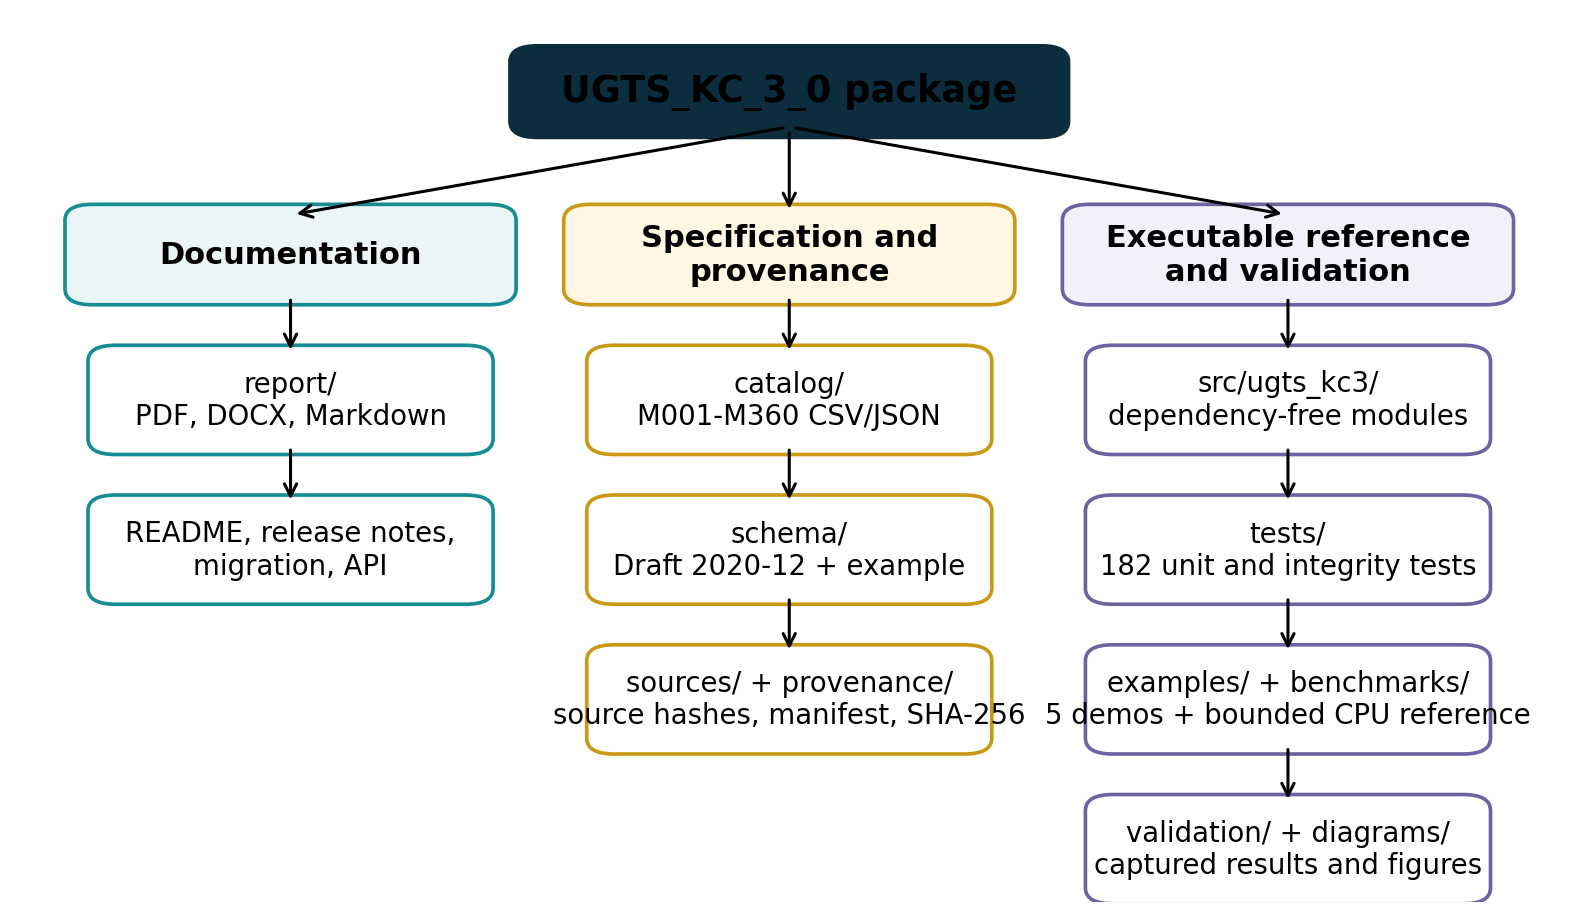 UGTS_KC_3_0 package
Documentation
report/
PDF, DOCX, Markdown
README, release notes,
migration, API
Specification and
provenance
catalog/
M001-M360 CSV/JSON
schema/
Draft 2020-12 + example
sources/ + provenance/
source hashes, manifest, SHA-256
Executable reference
and validation
src/ugts_kc3/
dependency-free modules
tests/
182 unit and integrity tests
examples/ + benchmarks/
5 demos + bounded CPU reference
validation/ + diagrams/
captured results and figures